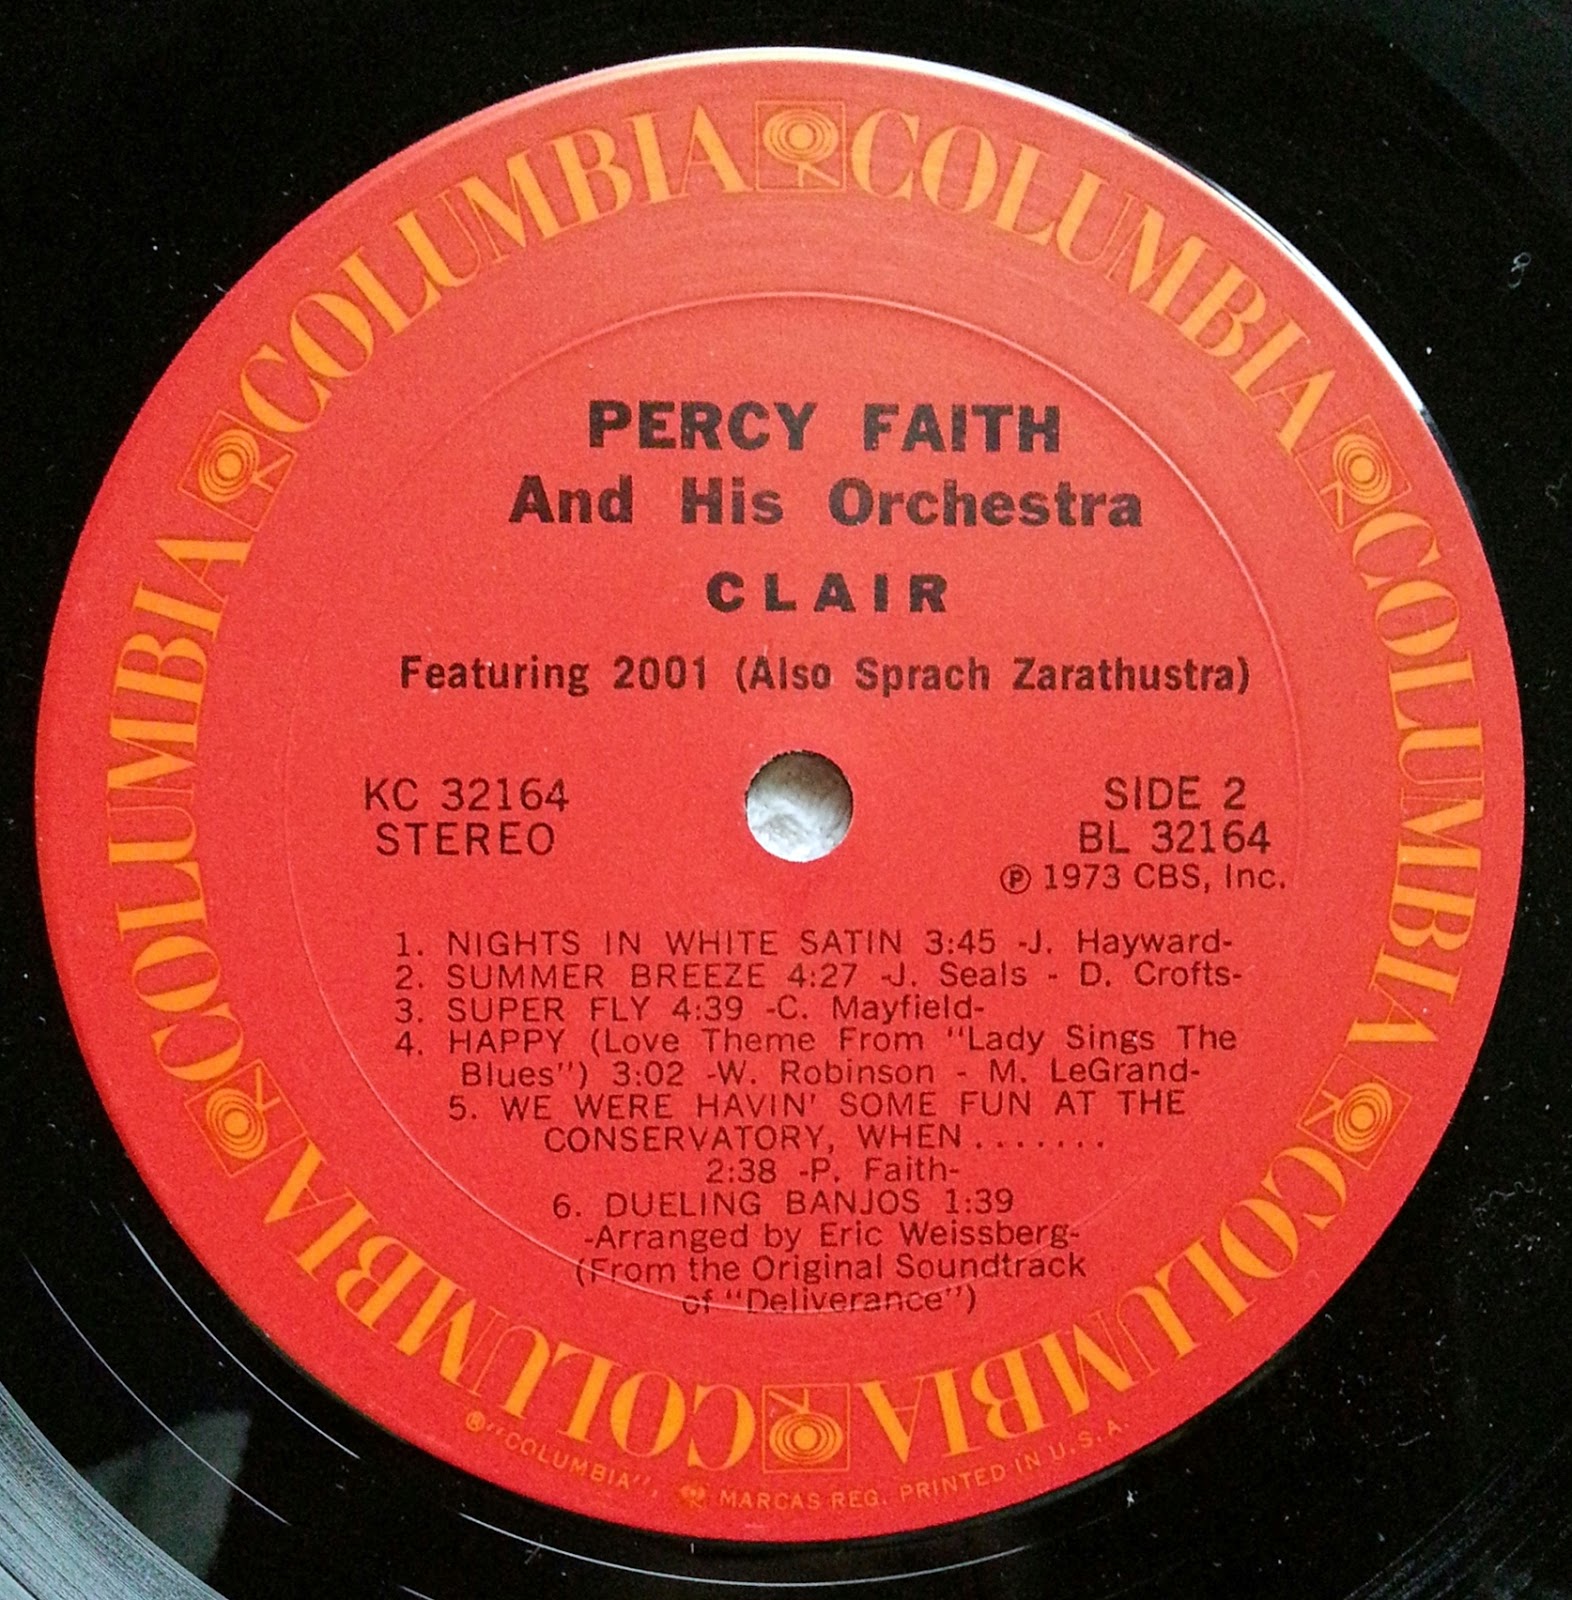 COLUMBIA COLUMBIA COLUMBIA COLUMBIA COLUMBIA COLUMBIA
PERCY FAITH
And His Orchestra
CLAIR
Featuring 2001 (Also Sprach Zarathustra)
KC 32164
STEREO
SIDE 2
BL 32164
Ⓟ 1973 CBS, Inc.
1. NIGHTS IN WHITE SATIN 3:45 -J. Hayward-
2. SUMMER BREEZE 4:27 -J. Seals - D. Crofts-
3. SUPER FLY 4:39 -C. Mayfield-
4. HAPPY (Love Theme From "Lady Sings The
Blues") 3:02 -W. Robinson - M. LeGrand-
5. WE WERE HAVIN' SOME FUN AT THE
CONSERVATORY, WHEN.......
2:38 -P. Faith-
6. DUELING BANJOS 1:39
-Arranged by Eric Weissberg-
(From the Original Soundtrack
of "Deliverance")
® "COLUMBIA", MARCAS REG. PRINTED IN U.S.A.